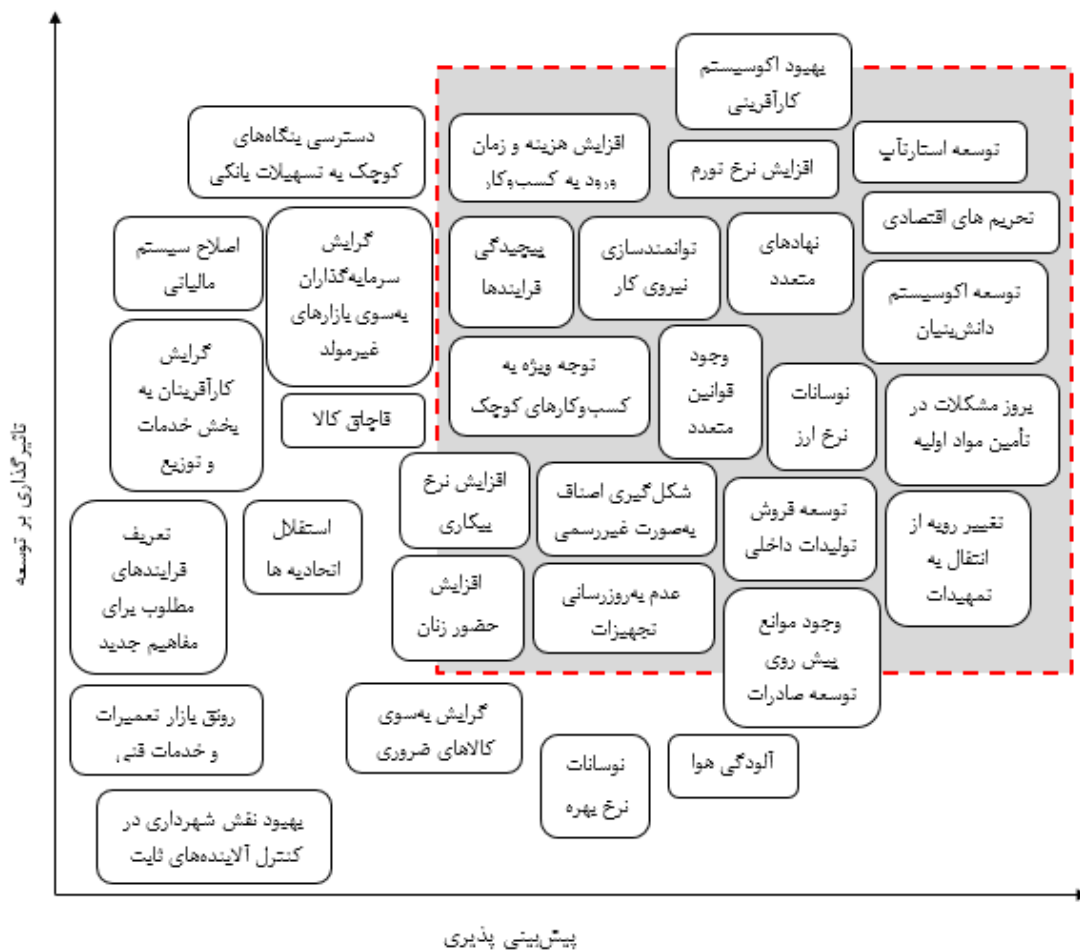 بهبود اکوسیستم
کارآفرینی
دسترسی بنگاه‌های
کوچک به تسهیلات بانکی
افزایش هزینه و زمان
ورود به کسب‌وکار
افزایش نرخ تورم
توسعه استارتآپ
تحریم های اقتصادی
اصلاح سیستم
مالیاتی
گرایش
سرمایه‌گذاران
به‌سوی بازارهای
غیرمولد
پیچیدگی
فرایندها
توانمندسازی
نیروی کار
نهادهای
متعدد
توسعه اکوسیستم
دانش‌بنیان
گرایش
کارآفرینان به
پخش خدمات
و توزیع
قاچاق کالا
توجه ویژه به
کسب‌وکارهای کوچک
وجود
قوانین
متعدد
نوسانات
نرخ ارز
بروز مشکلات در
تأمین مواد اولیه
افزایش نرخ
بیکاری
شکل‌گیری اصناف
به‌صورت غیررسمی
توسعه فروش
تولیدات داخلی
تغییر رویه از
انتقال به
تمهیدات
تعریف
فرایندهای
مطلوب برای
مفاهیم جدید
استقلال
اتحادیه ها
افزایش
حضور زنان
عدم به‌روزرسانی
تجهیزات
وجود موانع
پیش روی
توسعه صادرات
رونق بازار تعمیرات
و خدمات فنی
گرایش به‌سوی
کالاهای ضروری
نوسانات
نرخ بهره
آلودگی هوا
بهبود نقش شهرداری در
کنترل آلاینده‌های ثابت
تاثیرگذاری بر توسعه
پیش‌بینی پذیری